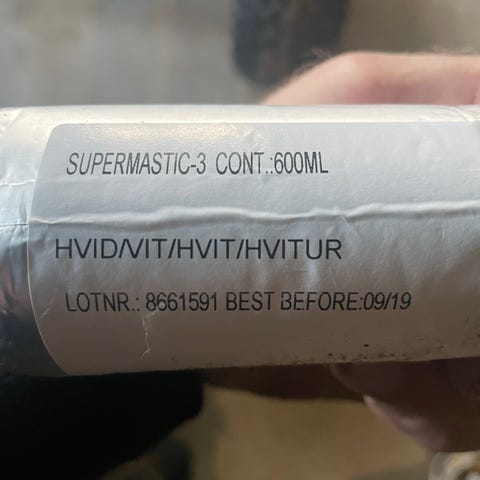 SUPERMASTIC-3 CONT.:600ML
HVID/VIT/HVIT/HVITUR
LOTNR.: 8661591 BEST BEFORE:09/19